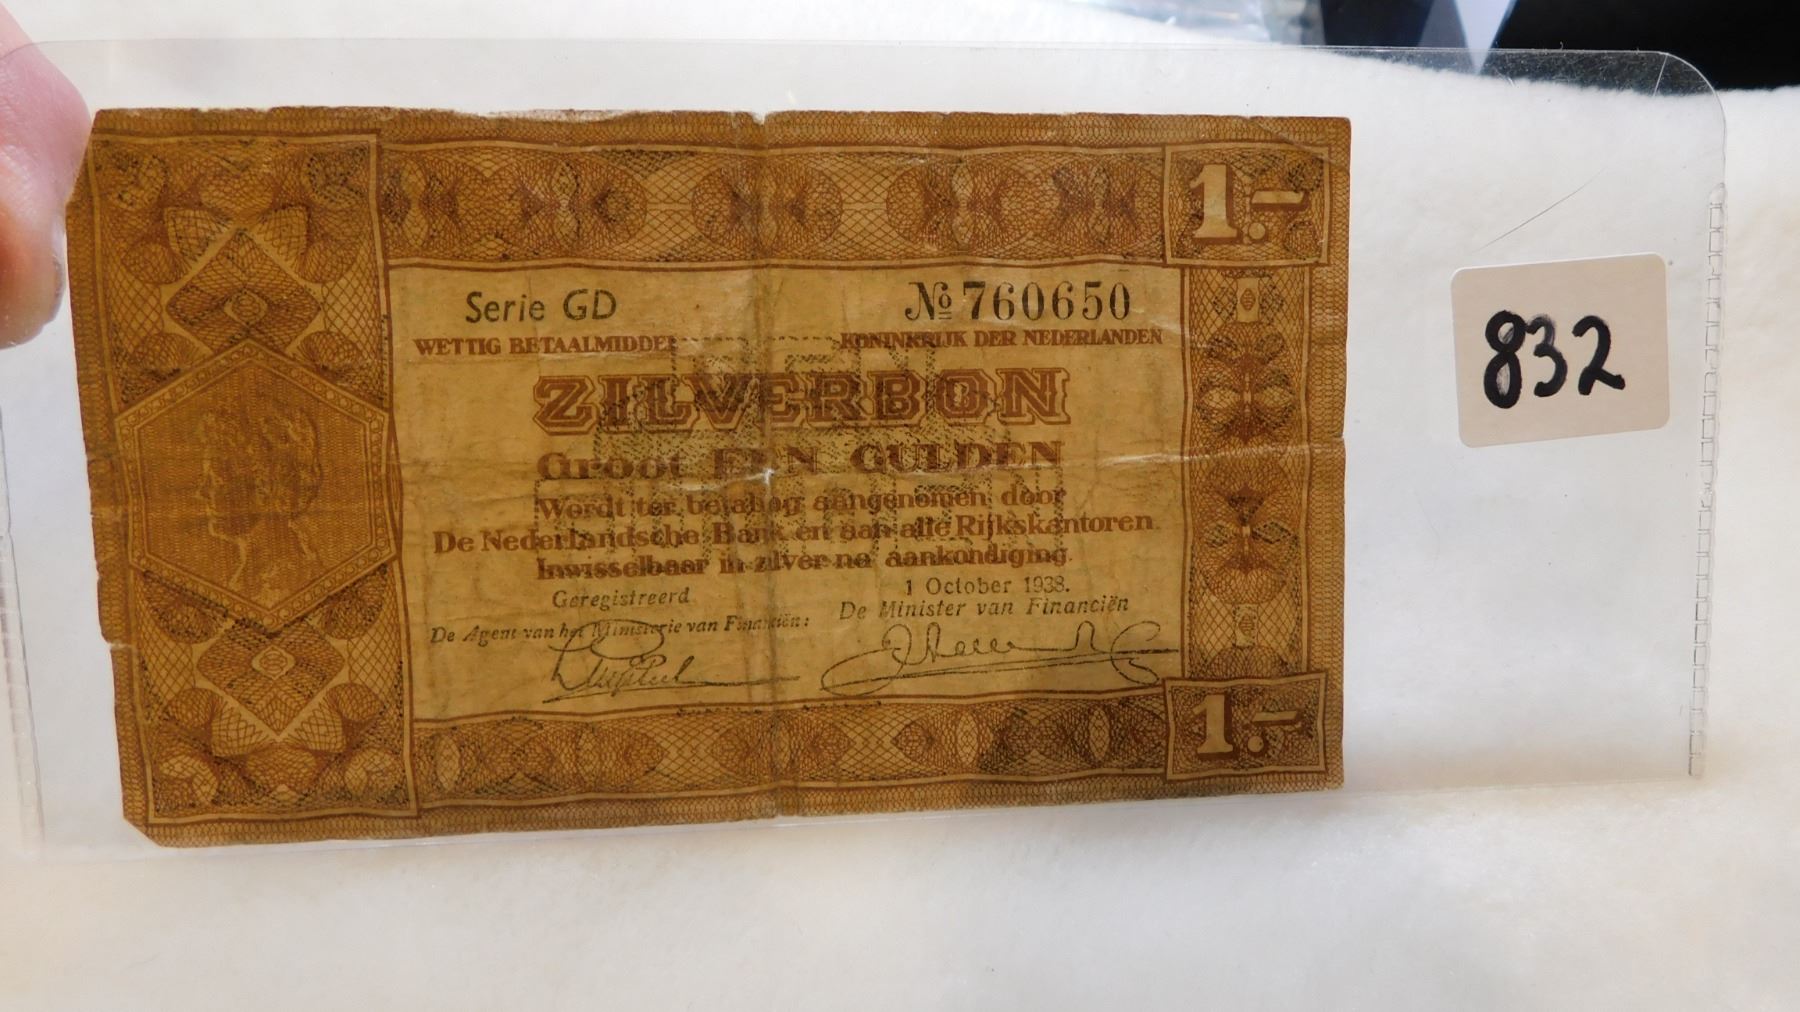 1.-
Serie GD № 760650
WETTIG BETAALMIDDEL KONINKRIJK DER NEDERLANDEN
ZILVERBON
Groot EEN GULDEN
Wordt ter betaling aangenomen door
De Nederlandsche Bank en aan alle Rijkskantoren
Inwisselbaar in zilver na aankondiging.
1 October 1938.
Geregistreerd De Minister van Financiën
De Agent van het Ministerie van Financiën:
1.-
832